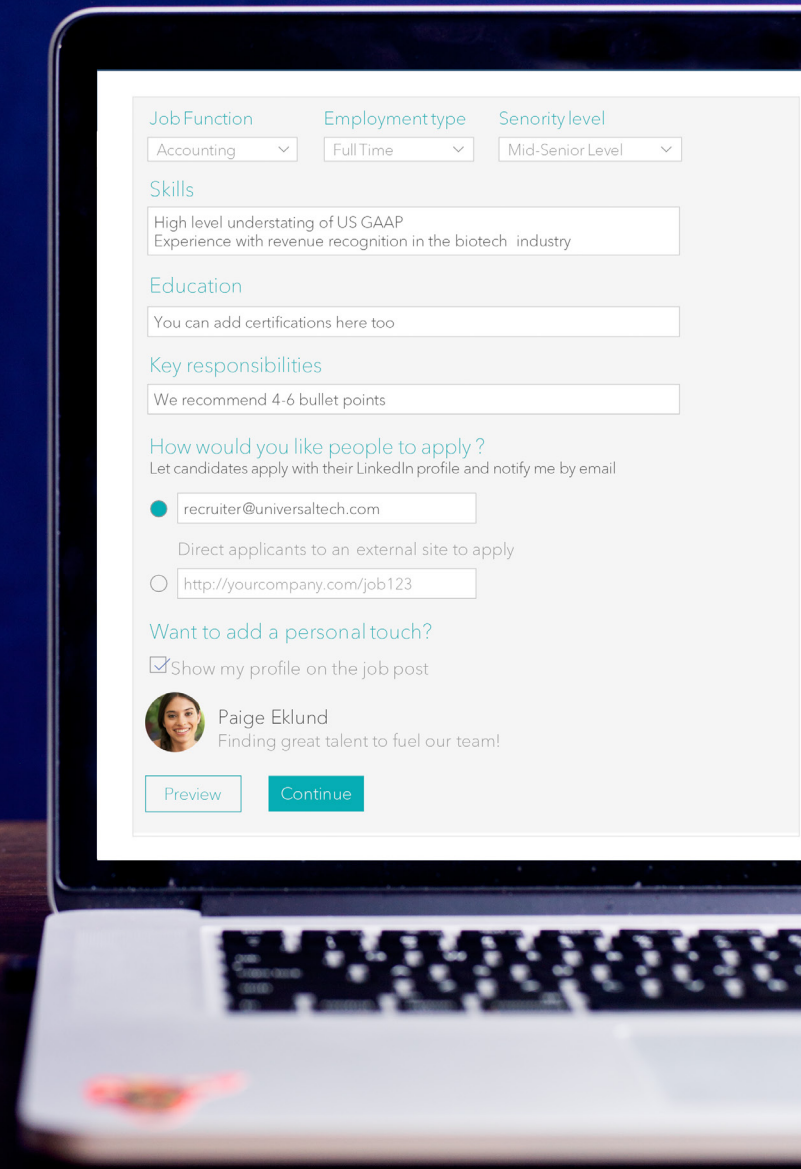 Job Function Employment type Senority level
Accounting Full Time Mid-Senior Level
Skills
High level understating of US GAAP
Experience with revenue recognition in the biotech industry
Education
You can add certifications here too
Key responsibilities
We recommend 4-6 bullet points
How would you like people to apply ?
Let candidates apply with their LinkedIn profile and notify me by email
recruiter@universaltech.com
Direct applicants to an external site to apply
http://yourcompany.com/job123
Want to add a personal touch?
Show my profile on the job post
Paige Eklund
Finding great talent to fuel our team!
Preview Continue